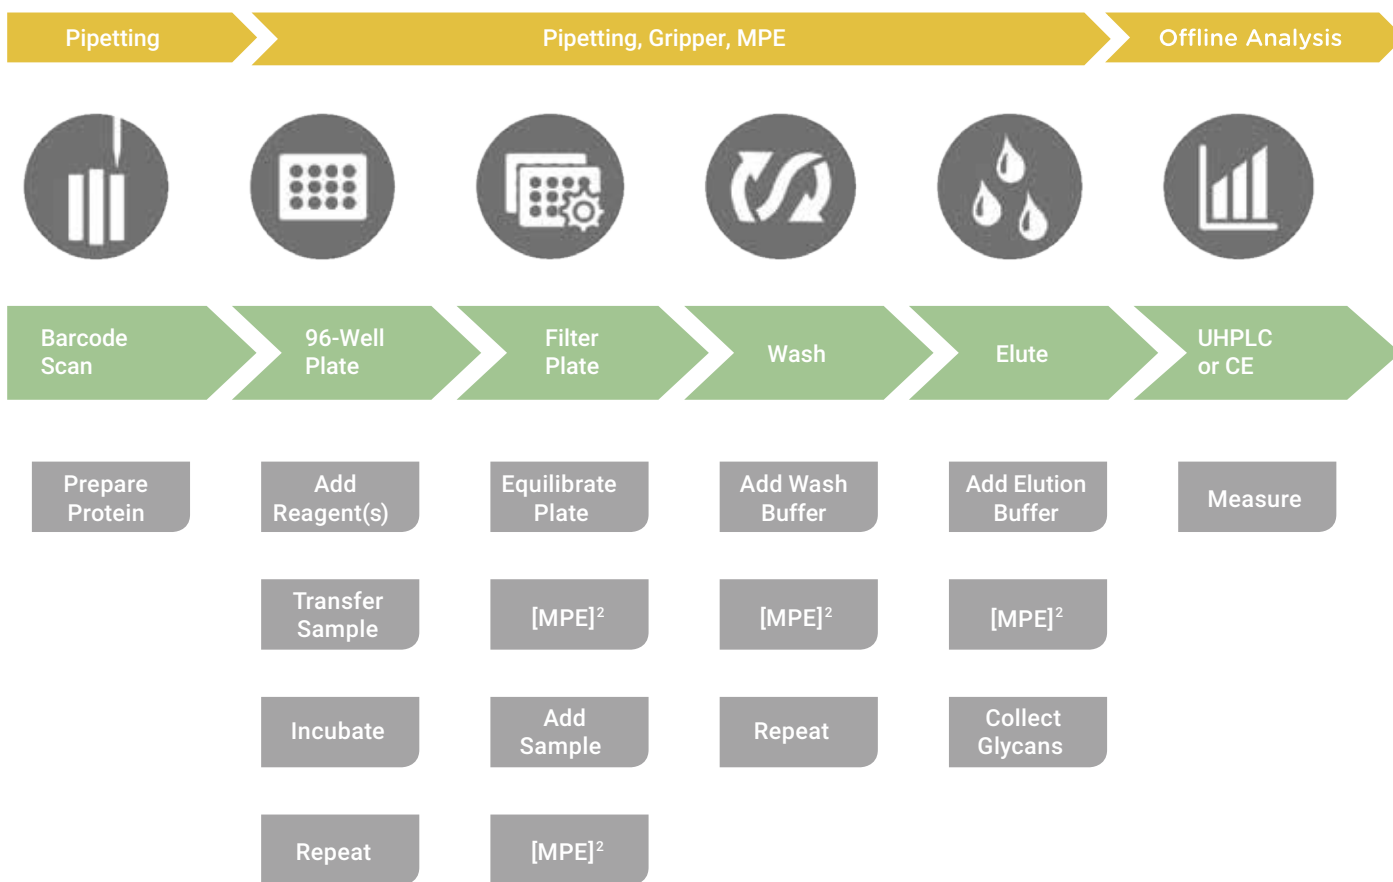 Pipetting
Pipetting, Gripper, MPE
Offline Analysis
Barcode
Scan
96-Well
Plate
Filter
Plate
Wash
Elute
UHPLC
or CE
Prepare
Protein
Add
Reagent(s)
Equilibrate
Plate
Add Wash
Buffer
Add Elution
Buffer
Measure
Transfer
Sample
[MPE]²
[MPE]²
[MPE]²
Incubate
Add
Sample
Repeat
Collect
Glycans
Repeat
[MPE]²